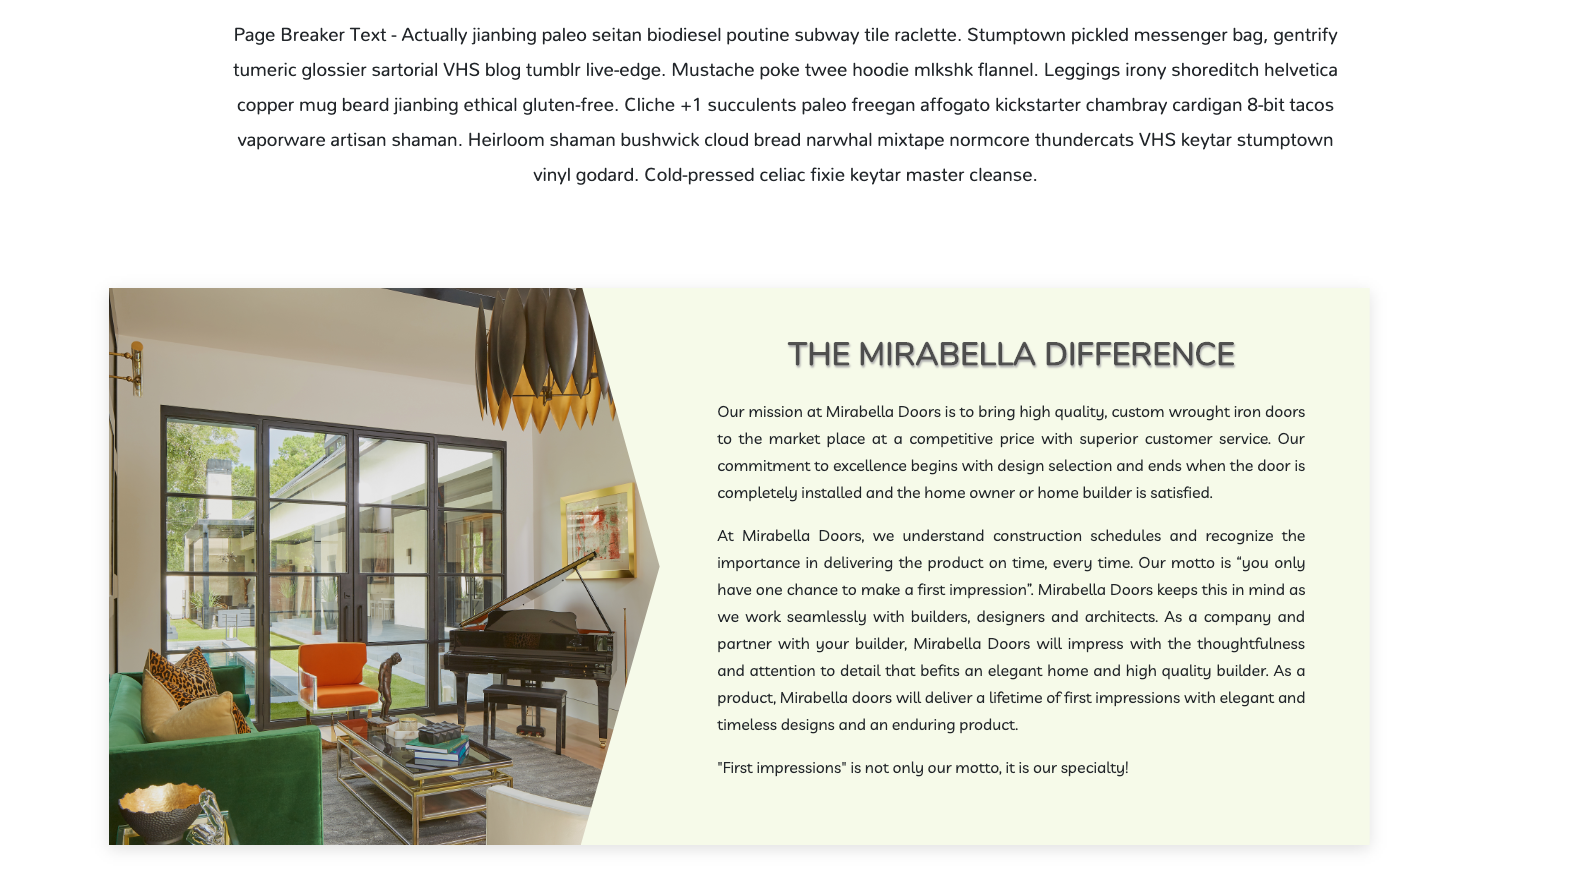 Page Breaker Text - Actually jianbing paleo seitan biodiesel poutine subway tile raclette. Stumptown pickled messenger bag, gentrify
tumeric glossier sartorial VHS blog tumblr live-edge. Mustache poke twee hoodie mlkshk flannel. Leggings irony shoreditch helvetica
copper mug beard jianbing ethical gluten-free. Cliche +1 succulents paleo freegan affogato kickstarter chambray cardigan 8-bit tacos
vaporware artisan shaman. Heirloom shaman bushwick cloud bread narwhal mixtape normcore thundercats VHS keytar stumptown
vinyl godard. Cold-pressed celiac fixie keytar master cleanse.
THE MIRABELLA DIFFERENCE
Our mission at Mirabella Doors is to bring high quality, custom wrought iron doors
to the market place at a competitive price with superior customer service. Our
commitment to excellence begins with design selection and ends when the door is
completely installed and the home owner or home builder is satisfied.
At Mirabella Doors, we understand construction schedules and recognize the
importance in delivering the product on time, every time. Our motto is “you only
have one chance to make a first impression”. Mirabella Doors keeps this in mind as
we work seamlessly with builders, designers and architects. As a company and
partner with your builder, Mirabella Doors will impress with the thoughtfulness
and attention to detail that befits an elegant home and high quality builder. As a
product, Mirabella doors will deliver a lifetime of first impressions with elegant and
timeless designs and an enduring product.
"First impressions" is not only our motto, it is our specialty!